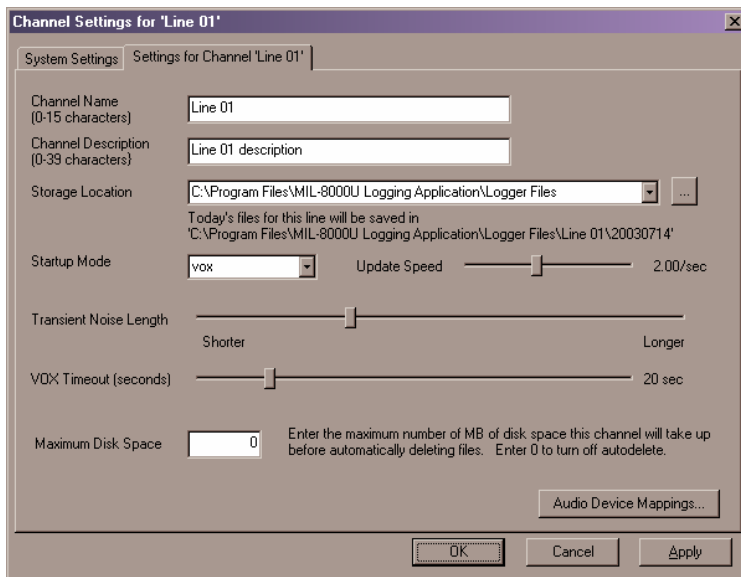 Channel Settings for 'Line 01'
System Settings
Settings for Channel 'Line 01'
Channel Name
(0-15 characters)
Line 01
Channel Description
(0-39 characters)
Line 01 description
Storage Location
C:\Program Files\MIL-8000U Logging Application\Logger Files
...
Today's files for this line will be saved in
'C:\Program Files\MIL-8000U Logging Application\Logger Files\Line 01\20030714'
Startup Mode
vox
Update Speed
2.00/sec
Transient Noise Length
Shorter
Longer
VOX Timeout (seconds)
20 sec
Maximum Disk Space
0
Enter the maximum number of MB of disk space this channel will take up
before automatically deleting files. Enter 0 to turn off autodelete.
Audio Device Mappings...
OK
Cancel
Apply